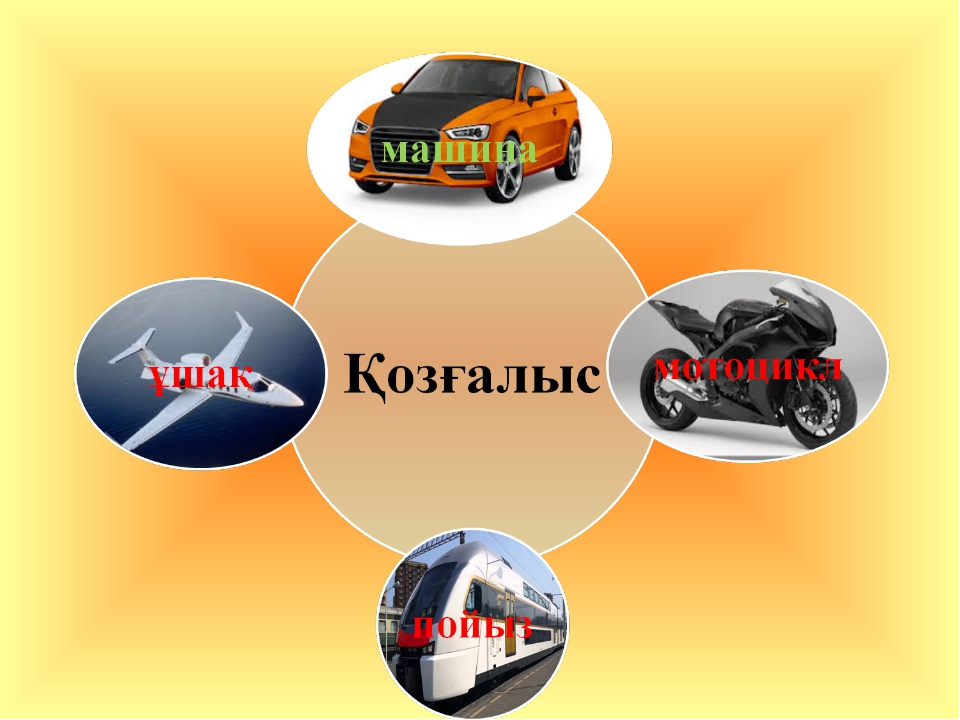 машина
ұшақ
Қозғалыс
мотоцикл
пойыз